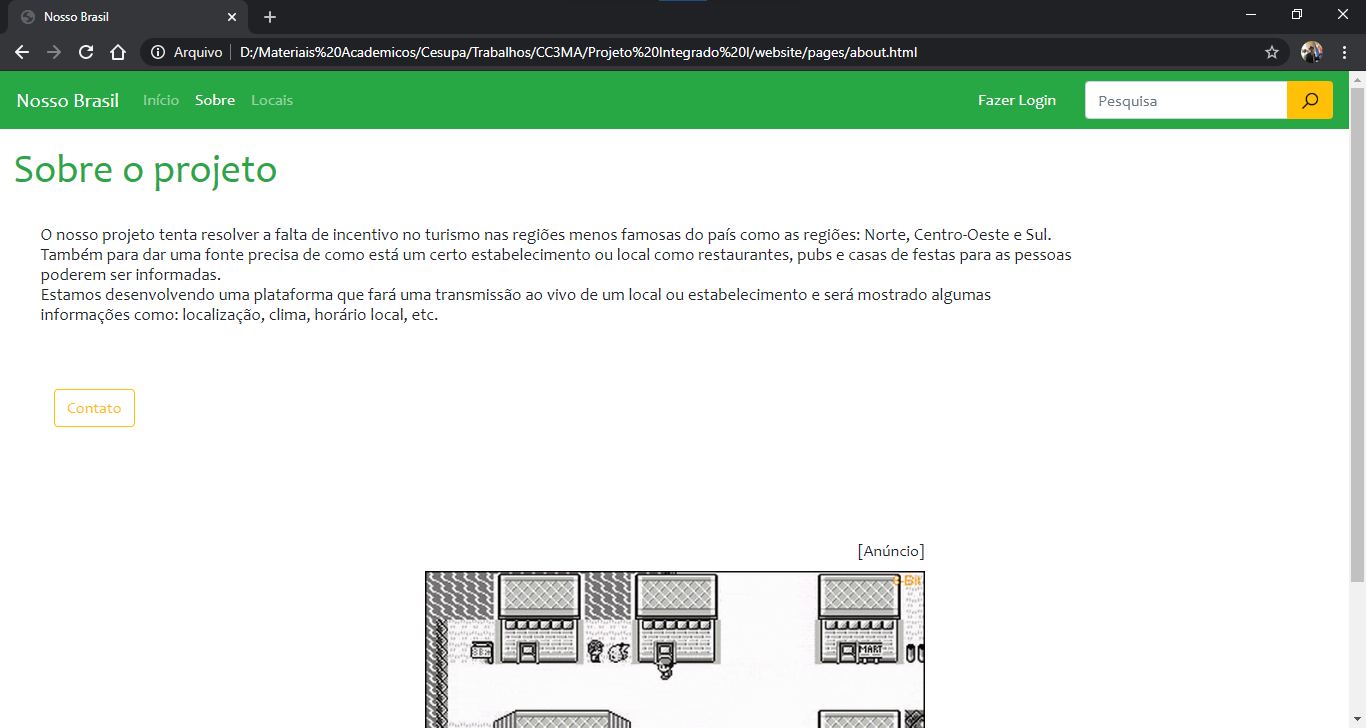 Nosso Brasil
Arquivo D:/Materiais%20Academicos/Cesupa/Trabalhos/CC3MA/Projeto%20Integrado%20I/website/pages/about.html
Nosso Brasil Início Sobre Locais Fazer Login Pesquisa
Sobre o projeto
O nosso projeto tenta resolver a falta de incentivo no turismo nas regiões menos famosas do país como as regiões: Norte, Centro-Oeste e Sul.
Também para dar uma fonte precisa de como está um certo estabelecimento ou local como restaurantes, pubs e casas de festas para as pessoas
poderem ser informadas.
Estamos desenvolvendo uma plataforma que fará uma transmissão ao vivo de um local ou estabelecimento e será mostrado algumas
informações como: localização, clima, horário local, etc.
Contato
[Anúncio]
MART